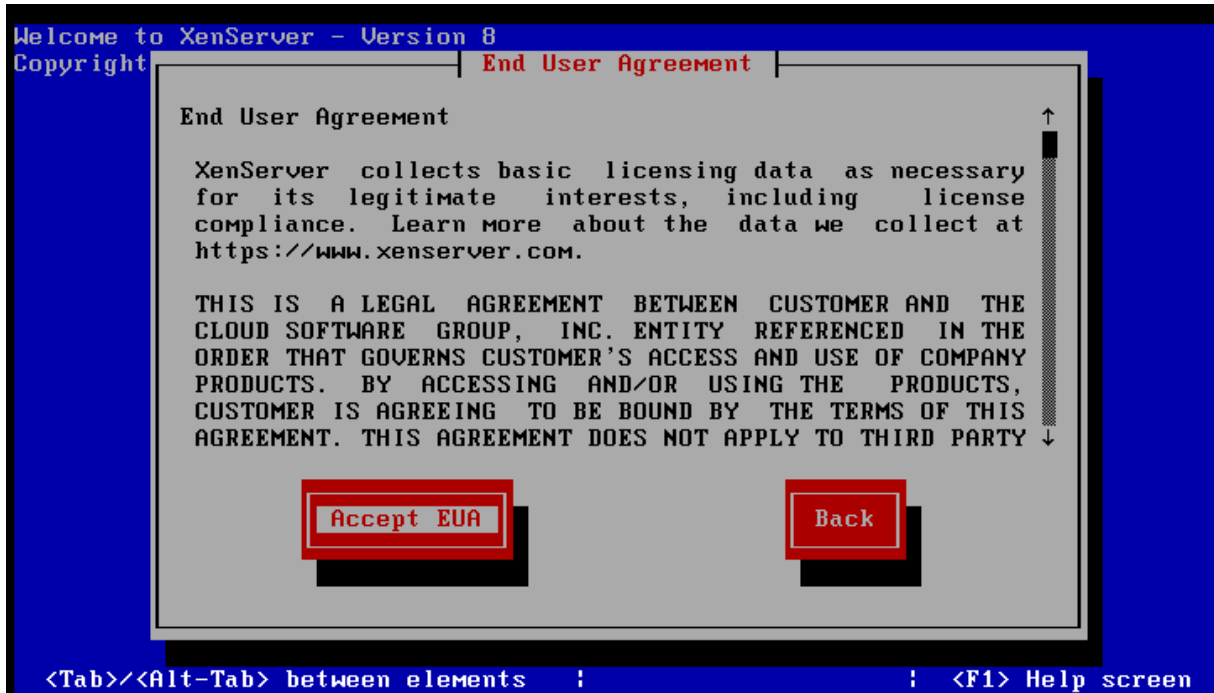 Welcome to XenServer - Version 8
Copyright
End User Agreement
End User Agreement
XenServer collects basic licensing data as necessary
for its legitimate interests, including license
compliance. Learn more about the data we collect at
https://www.xenserver.com.
THIS IS A LEGAL AGREEMENT BETWEEN CUSTOMER AND THE
CLOUD SOFTWARE GROUP, INC. ENTITY REFERENCED IN THE
ORDER THAT GOVERNS CUSTOMER'S ACCESS AND USE OF COMPANY
PRODUCTS. BY ACCESSING AND/OR USING THE PRODUCTS,
CUSTOMER IS AGREEING TO BE BOUND BY THE TERMS OF THIS
AGREEMENT. THIS AGREEMENT DOES NOT APPLY TO THIRD PARTY
Accept EUA Back
<Tab>/<Alt-Tab> between elements ¦ ¦ <F1> Help screen